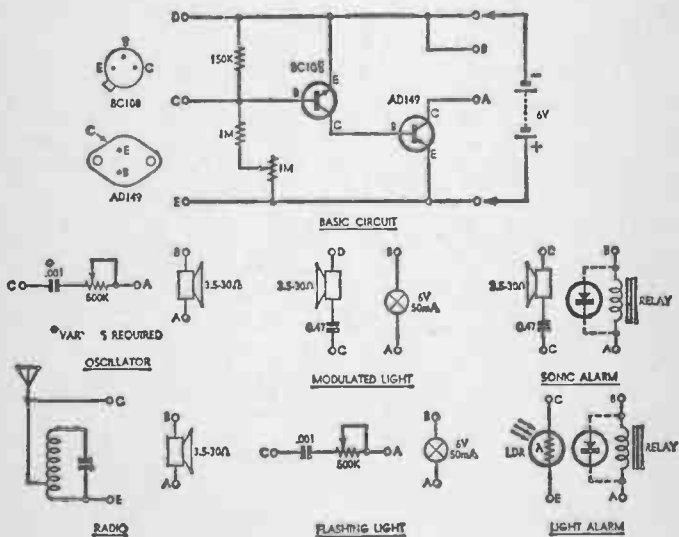 D
B
E C
BC108
150K
BC108
E
B
C
AD149
C
B
E
A
C
1M
1M
6V
-
+
C
E
B
AD149
E
BASIC CIRCUIT
C .001 500K A
B
3.5-30Ω
A
REQUIRED
OSCILLATOR
D
3.5-30Ω
0.47
C
B
6V
50mA
A
MODULATED LIGHT
D
3.5-30Ω
0.47
C
B
RELAY
A
SONIC ALARM
C
E
B
3.5-30Ω
A
RADIO
C .001 500K A
B
6V
50mA
A
FLASHING LIGHT
C
LDR λ
E
B
RELAY
A
LIGHT ALARM